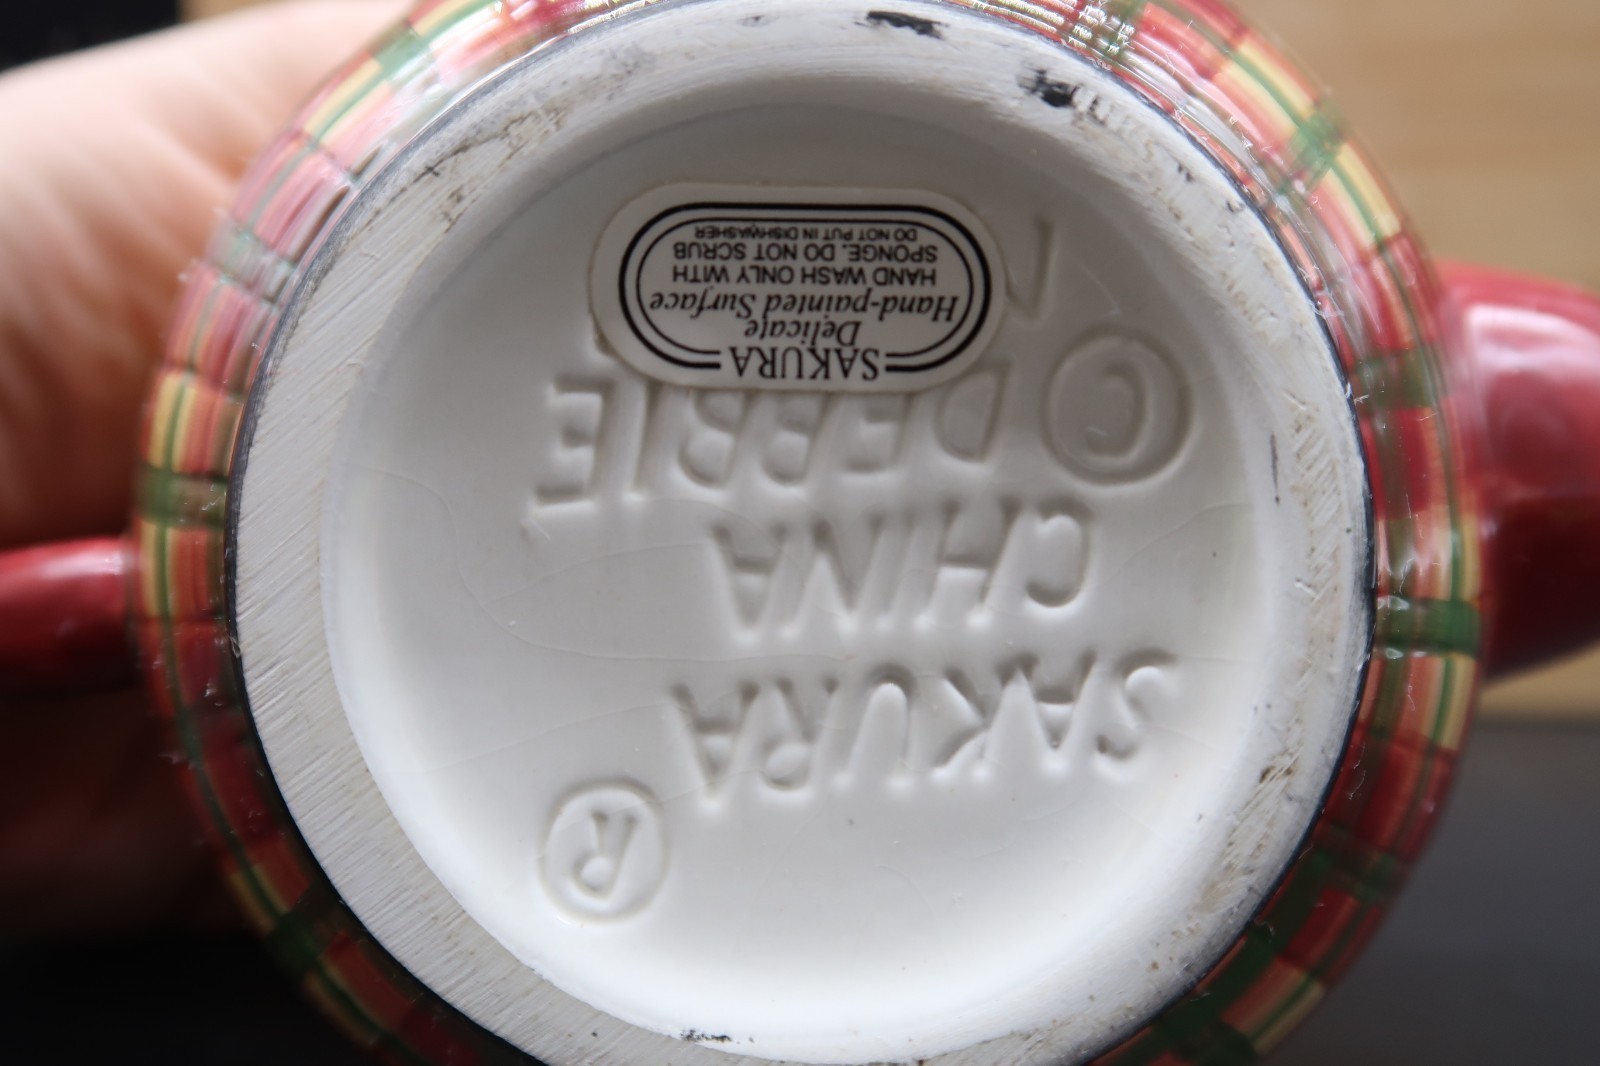 ®
SAKURA
CHINA
© DEBBIE
SAKURA
Delicate
Hand-painted Surface
HAND WASH ONLY WITH
SPONGE. DO NOT SCRUB
DO NOT PUT IN DISHWASHER